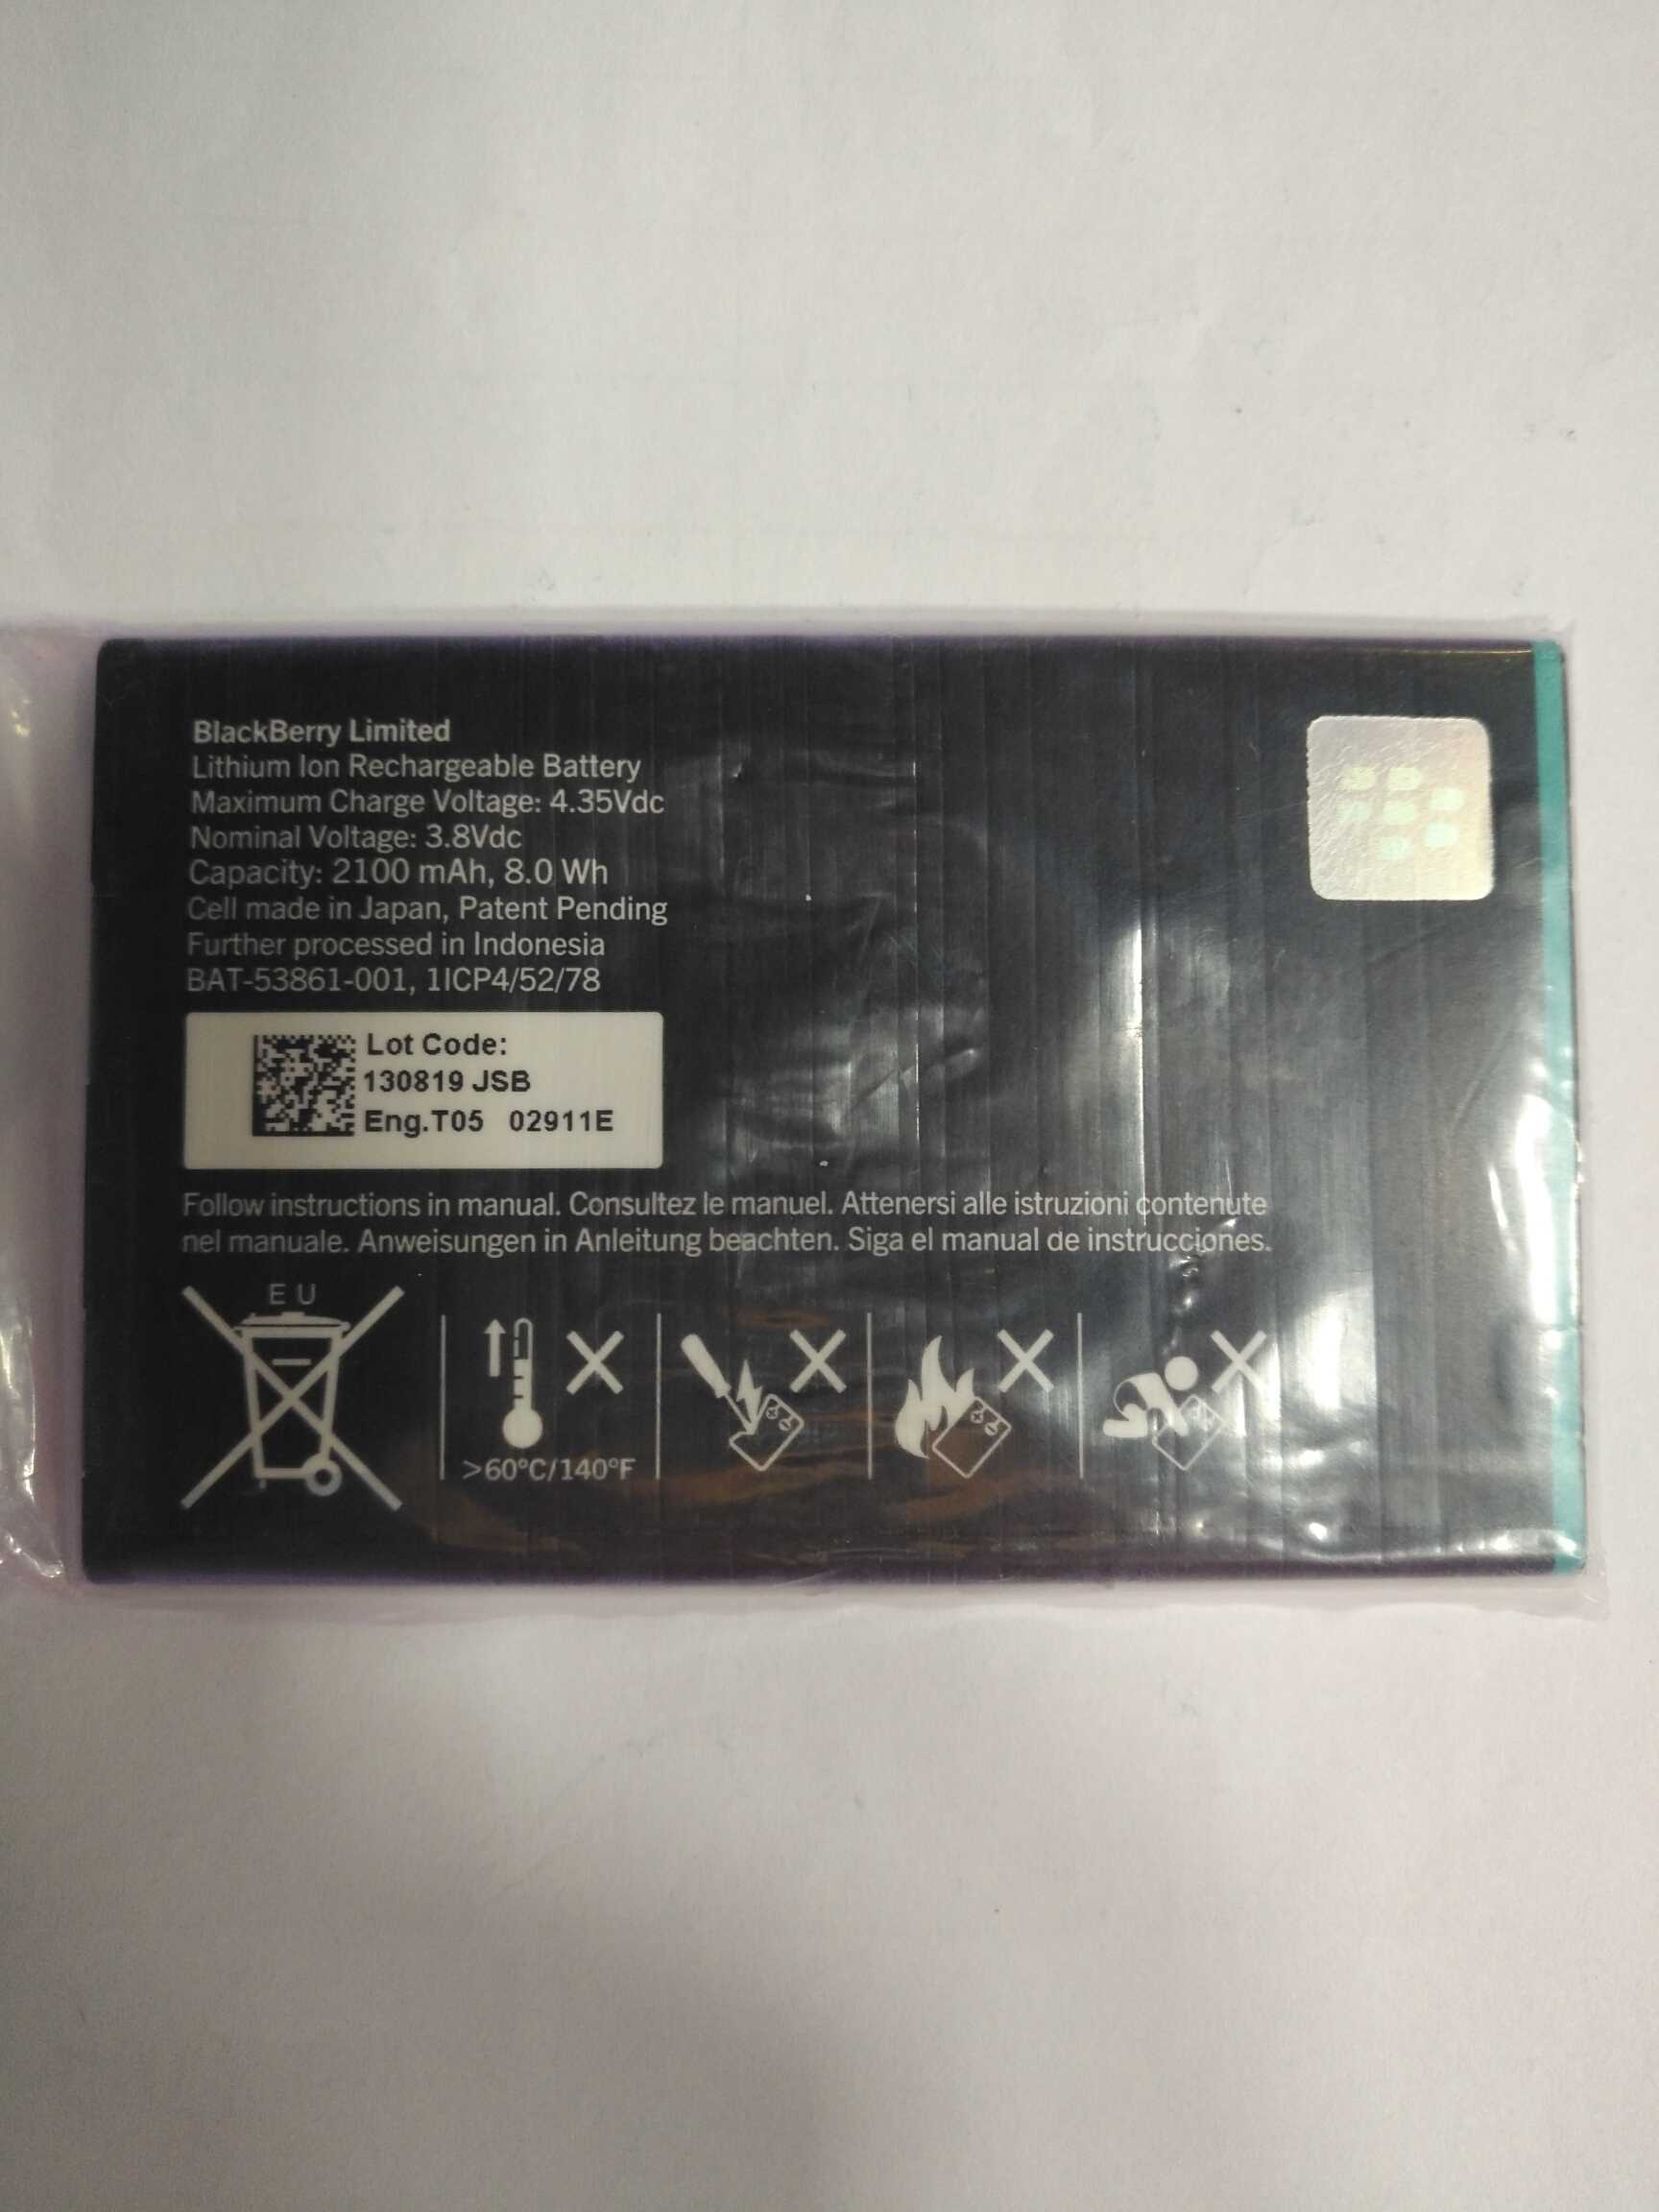 BlackBerry Limited
Lithium Ion Rechargeable Battery
Maximum Charge Voltage: 4.35Vdc
Nominal Voltage: 3.8Vdc
Capacity: 2100 mAh, 8.0 Wh
Cell made in Japan, Patent Pending
Further processed in Indonesia
BAT-53861-001, 1ICP4/52/78
Lot Code:
130819 JSB
Eng.T05 02911E
Follow instructions in manual. Consultez le manuel. Attenersi alle istruzioni contenute
nel manuale. Anweisungen in Anleitung beachten. Siga el manual de instrucciones.
EU
>60°C/140°F